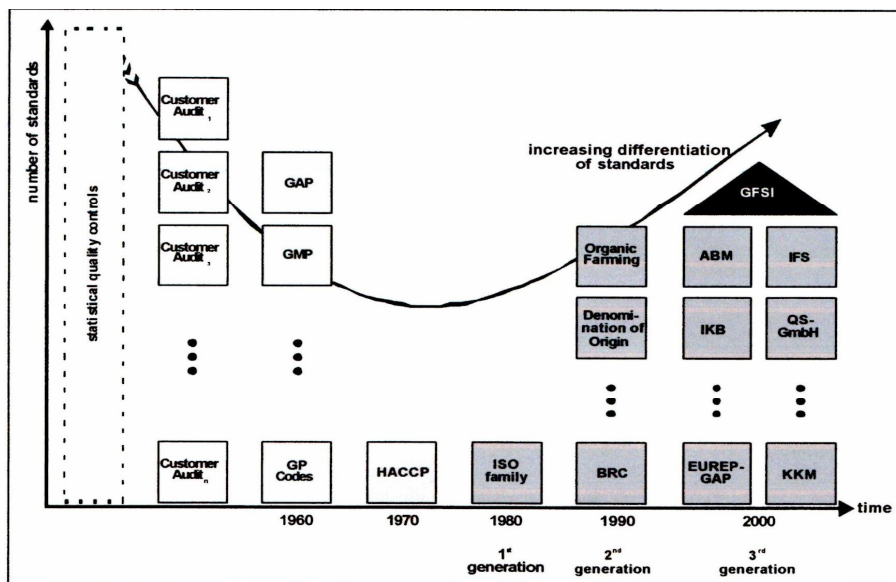 number of standards
statistical quality controls
Customer
Audit 1
Customer
Audit 2
Customer
Audit 3
Customer
Audit n
GAP
GMP
GP
Codes
HACCP
ISO
family
increasing differentiation
of standards
Organic
Farming
Denomi-
nation of
Origin
BRC
GFSI
ABM
IFS
IKB
QS-
GmbH
EUREP-
GAP
KKM
time
1960
1970
1980
1990
2000
1st
generation
2nd
generation
3rd
generation